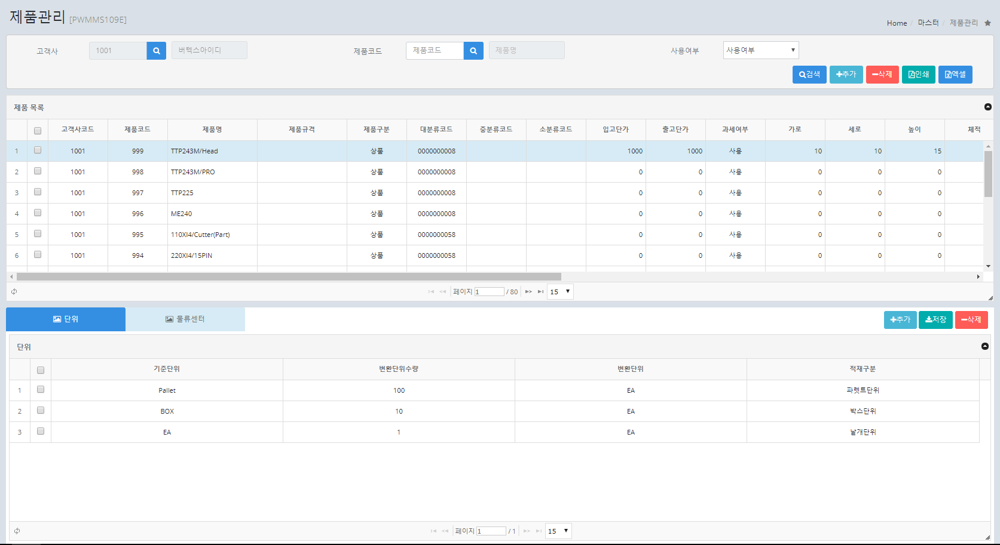 제품관리 [PWMMS109E]
Home / 마스터 / 제품관리
고객사 1001 버텍스아이디 제품코드 제품코드 제품명 사용여부 사용여부
검색 추가 삭제 인쇄 엑셀
제품 목록
고객사코드 제품코드 제품명 제품규격 제품구분 대분류코드 중분류코드 소분류코드 입고단가 출고단가 과세여부 가로 세로 높이 체적
1 1001 999 TTP243M/Head 상품 0000000008 1000 1000 사용 10 10 15
2 1001 998 TTP243M/PRO 상품 0000000008 0 0 사용 0 0 0
3 1001 997 TTP225 상품 0000000008 0 0 사용 0 0 0
4 1001 996 ME240 상품 0000000008 0 0 사용 0 0 0
5 1001 995 110XI4/Cutter(Part) 상품 0000000058 0 0 사용 0 0 0
6 1001 994 220XI4/15PIN 상품 0000000058 0 0 사용 0 0 0
페이지 1 / 80 15
단위 물류센터 추가 저장 삭제
단위
기준단위 변환단위수량 변환단위 적재구분
1 Pallet 100 EA 파렛트단위
2 BOX 10 EA 박스단위
3 EA 1 EA 낱개단위
페이지 1 / 1 15